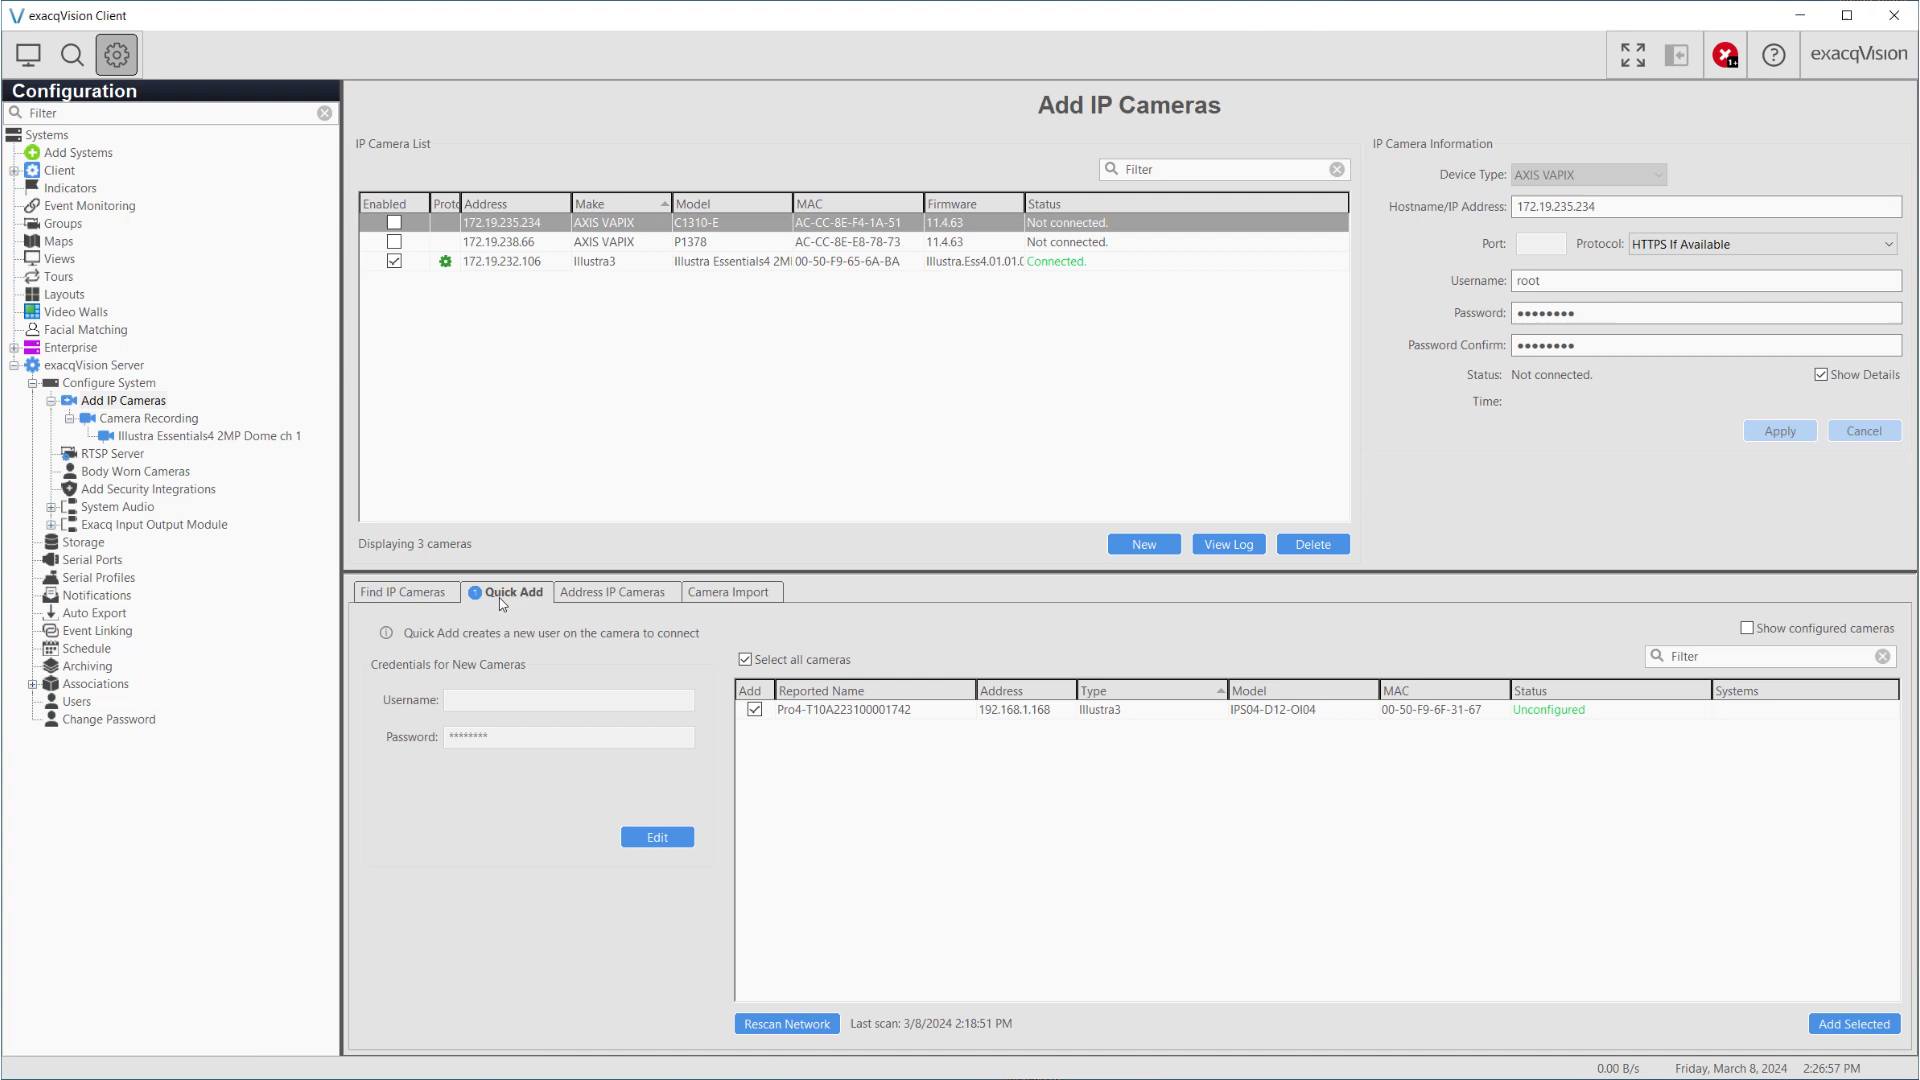 exacqVision Client
exacqVision
Configuration
Filter
Systems
Add Systems
Client
Indicators
Event Monitoring
Groups
Maps
Views
Tours
Layouts
Video Walls
Facial Matching
Enterprise
exacqVision Server
Configure System
Add IP Cameras
Camera Recording
Illustra Essentials4 2MP Dome ch 1
RTSP Server
Body Worn Cameras
Add Security Integrations
System Audio
Exacq Input Output Module
Storage
Serial Ports
Serial Profiles
Notifications
Auto Export
Event Linking
Schedule
Archiving
Associations
Users
Change Password
Add IP Cameras
IP Camera List
Filter
Enabled Proto Address Make Model MAC Firmware Status
172.19.235.234 AXIS VAPIX C1310-E AC-CC-8E-F4-1A-51 11.4.63 Not connected.
172.19.238.66 AXIS VAPIX P1378 AC-CC-8E-E8-78-73 11.4.63 Not connected.
172.19.232.106 Illustra3 Illustra Essentials4 2MI 00-50-F9-65-6A-BA Illustra.Ess4.01.01.( Connected.
Displaying 3 cameras
New View Log Delete
IP Camera Information
Device Type: AXIS VAPIX
Hostname/IP Address: 172.19.235.234
Port: Protocol: HTTPS If Available
Username: root
Password: ●●●●●●●●
Password Confirm: ●●●●●●●●
Status: Not connected. Show Details
Time:
Apply Cancel
Find IP Cameras 1 Quick Add Address IP Cameras Camera Import
Quick Add creates a new user on the camera to connect
Credentials for New Cameras
Username:
Password: ********
Edit
Show configured cameras
Select all cameras
Filter
Add Reported Name Address Type Model MAC Status Systems
Pro4-T10A223100001742 192.168.1.168 Illustra3 IPS04-D12-OI04 00-50-F9-6F-31-67 Unconfigured
Rescan Network Last scan: 3/8/2024 2:18:51 PM
Add Selected
0.00 B/s Friday, March 8, 2024 2:26:57 PM